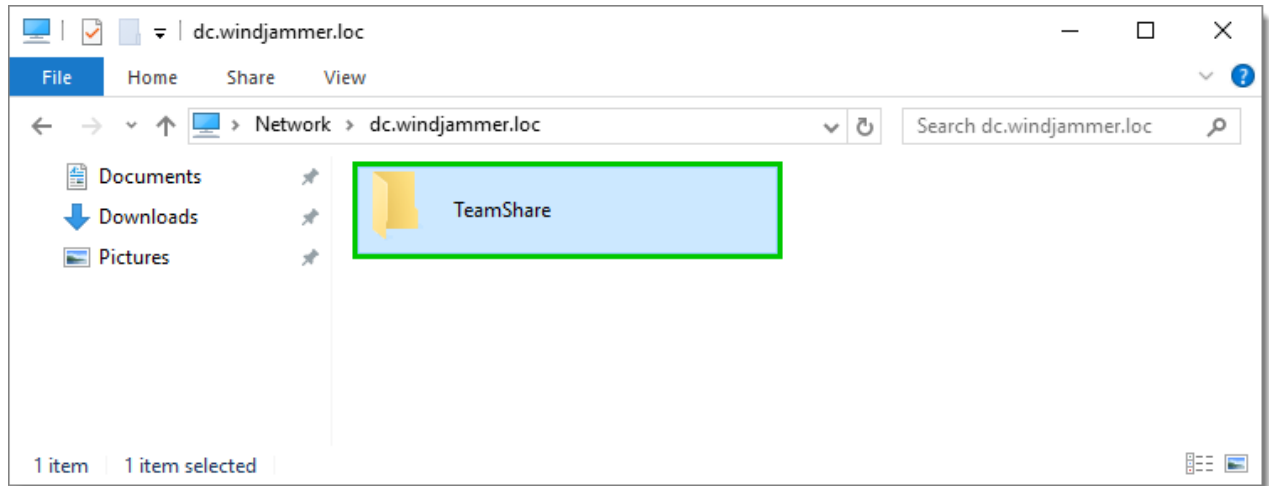 dc.windjammer.loc
File Home Share View
Network dc.windjammer.loc Search dc.windjammer.loc
Documents
Downloads
Pictures
TeamShare
1 item 1 item selected